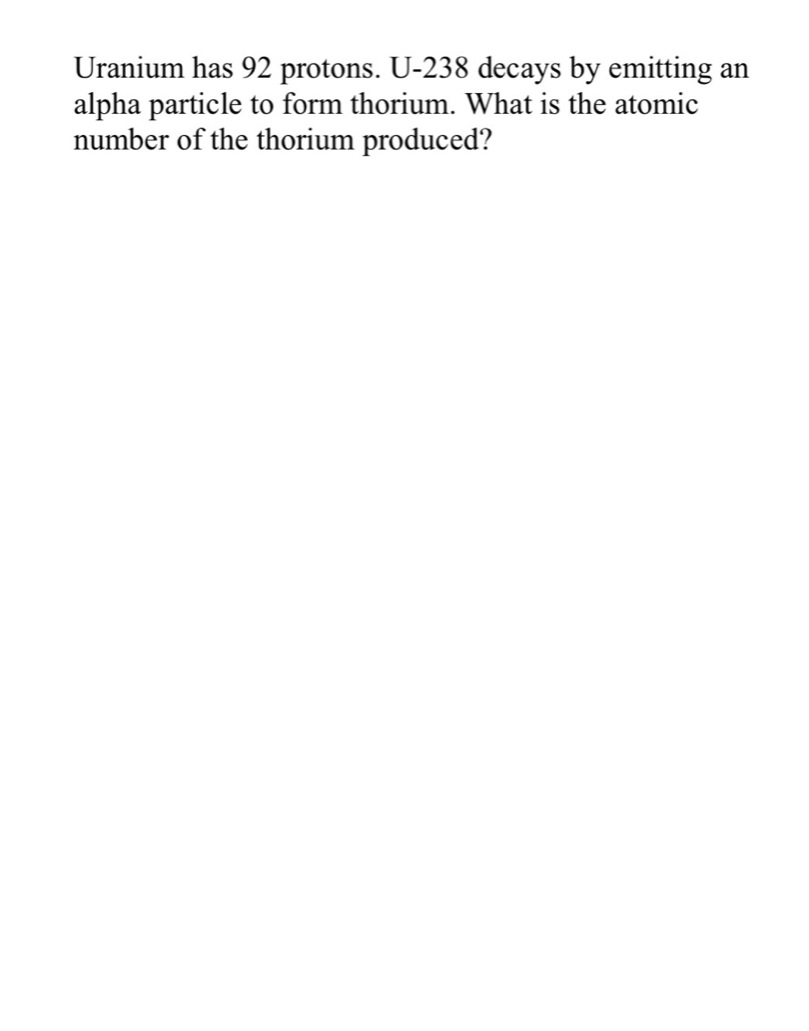 Uranium has 92 protons. U-238 decays by emitting an
alpha particle to form thorium. What is the atomic
number of the thorium produced?